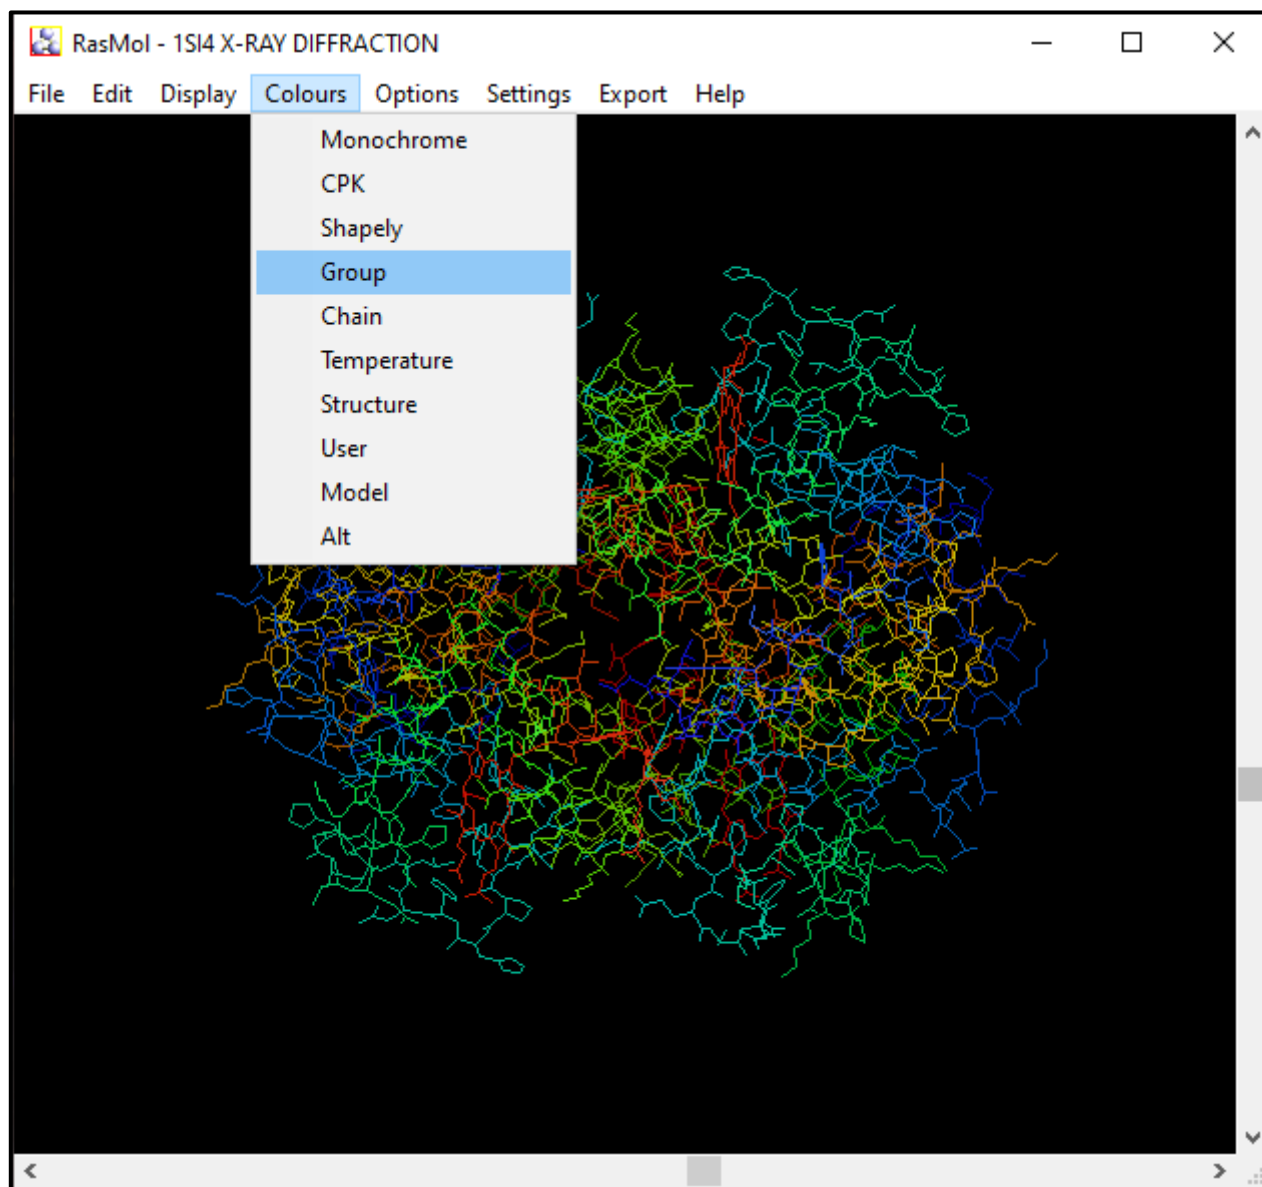 RasMol - 1SI4 X-RAY DIFFRACTION
File Edit Display Colours Options Settings Export Help
Monochrome
CPK
Shapely
Group
Chain
Temperature
Structure
User
Model
Alt